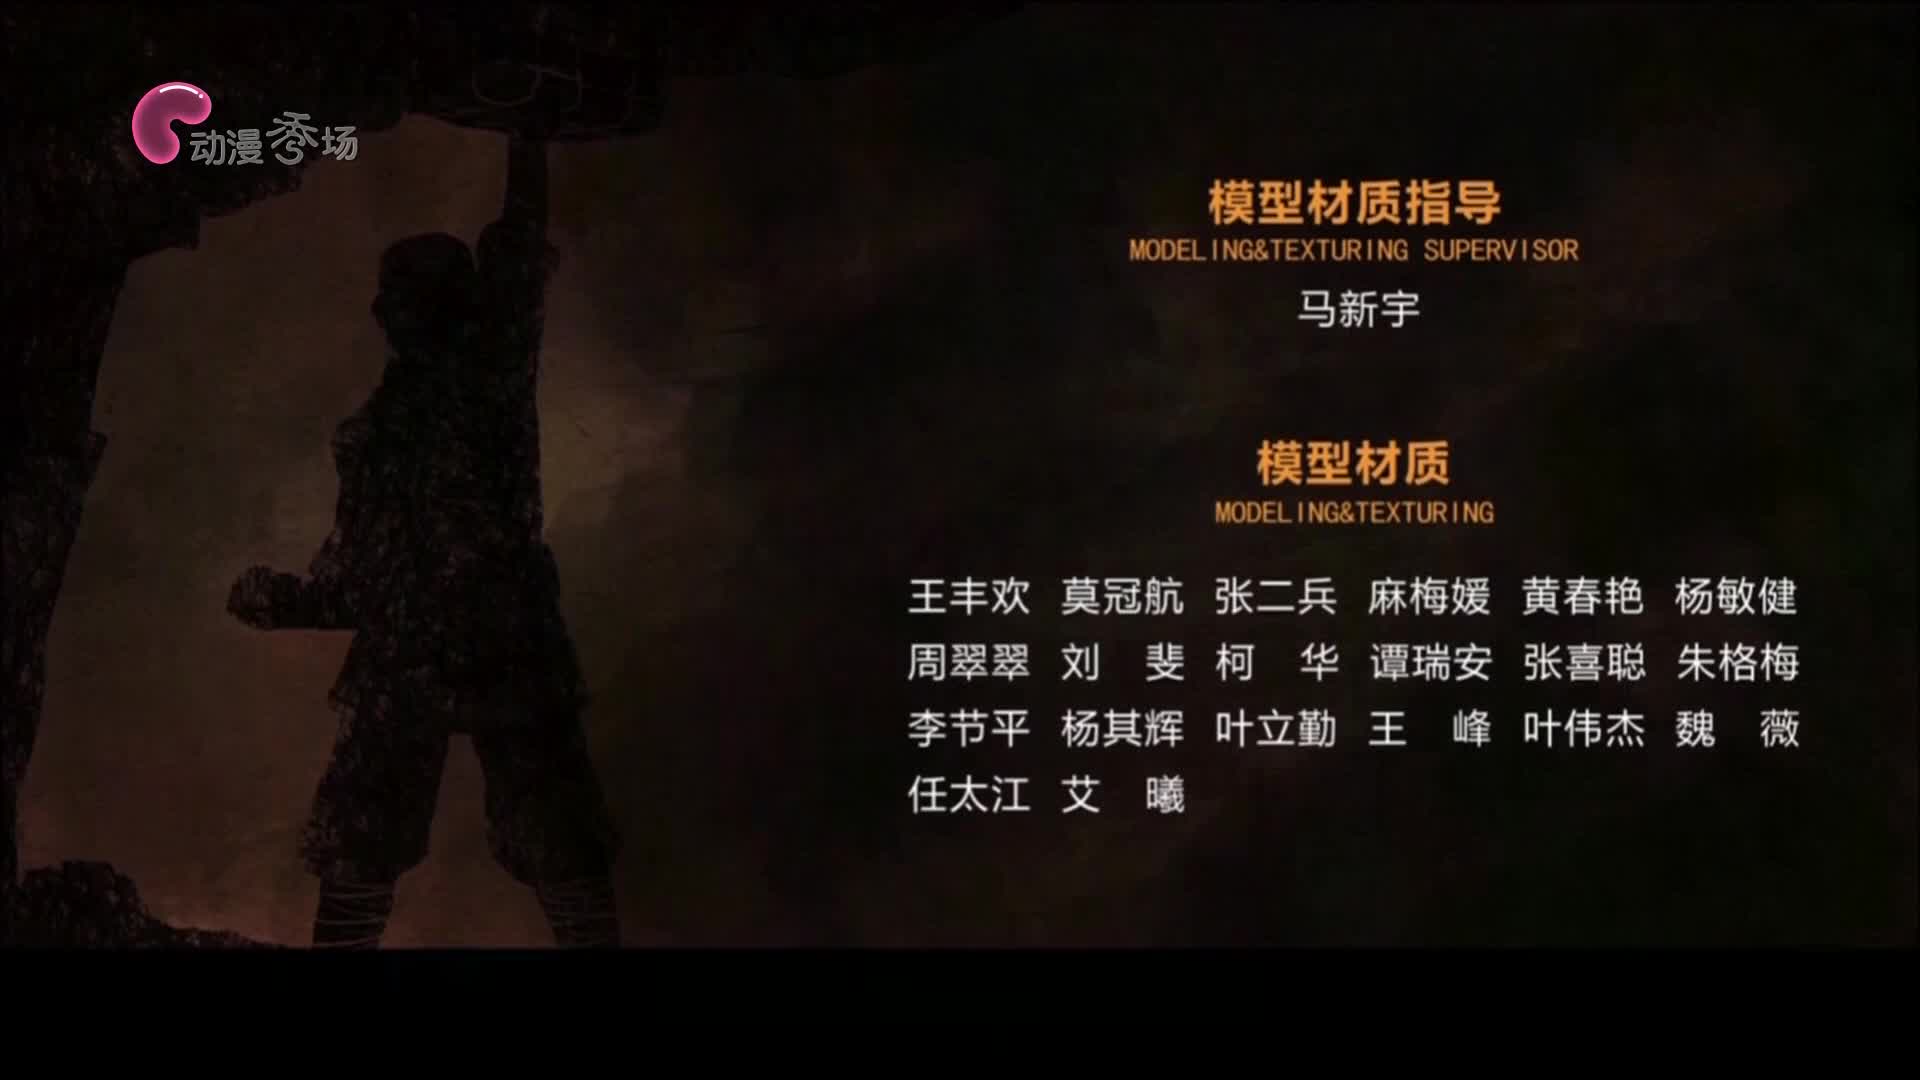 动漫秀场
模型材质指导
MODELING&TEXTURING SUPERVISOR
马新宇
模型材质
MODELING&TEXTURING
王丰欢 莫冠航 张二兵 麻梅媛 黄春艳 杨敏健
周翠翠 刘 斐 柯 华 谭瑞安 张喜聪 朱格梅
李节平 杨其辉 叶立勤 王 峰 叶伟杰 魏 薇
任太江 艾 曦